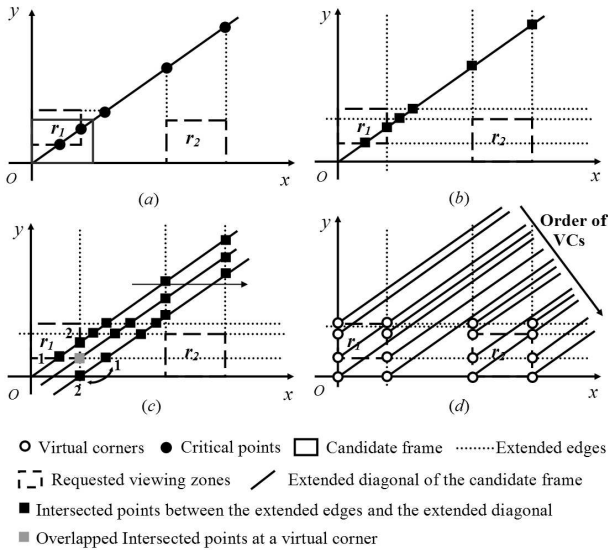 y
r1
r2
O
x
(a)
y
r1
r2
O
x
(b)
y
2
1
r1
r2
1
2
O
x
(c)
y
Order of
VCs
r1
r2
O
x
(d)
Virtual corners
Critical points
Candidate frame
Extended edges
Requested viewing zones
Extended diagonal of the candidate frame
Intersected points between the extended edges and the extended diagonal
Overlapped Intersected points at a virtual corner